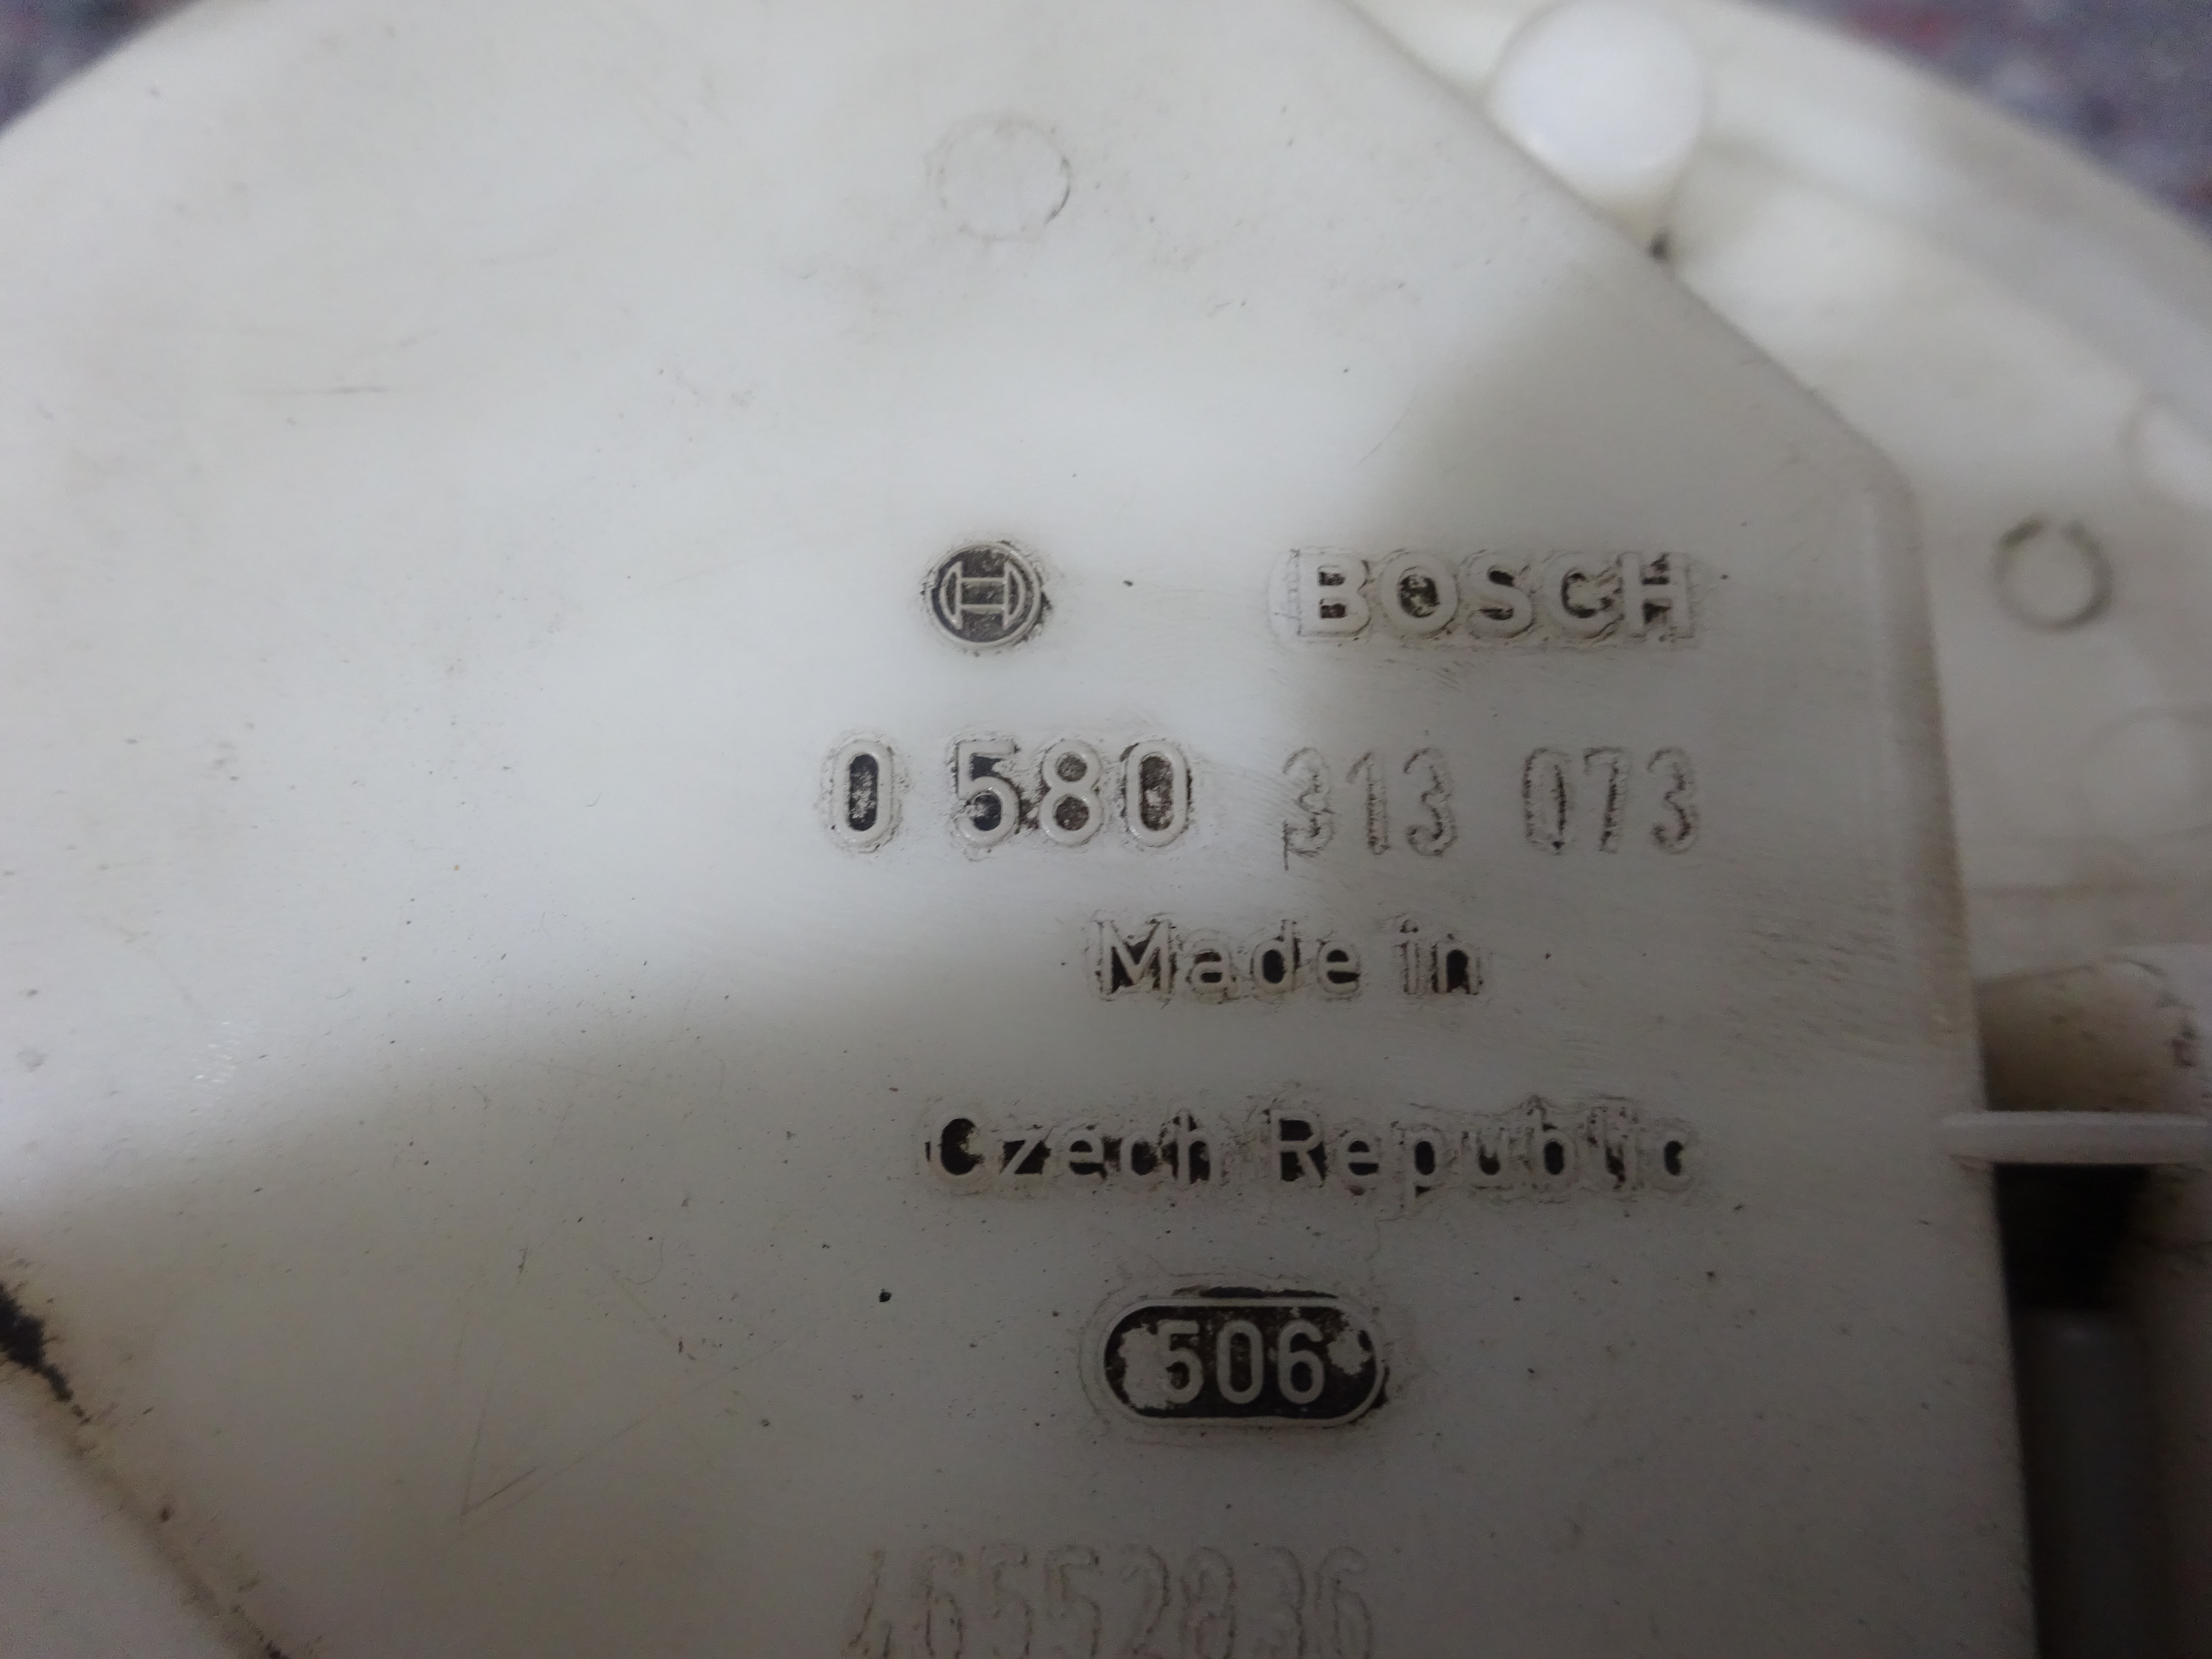 BOSCH
0 580 313 073
Made in
Czech Republic
506
46552836